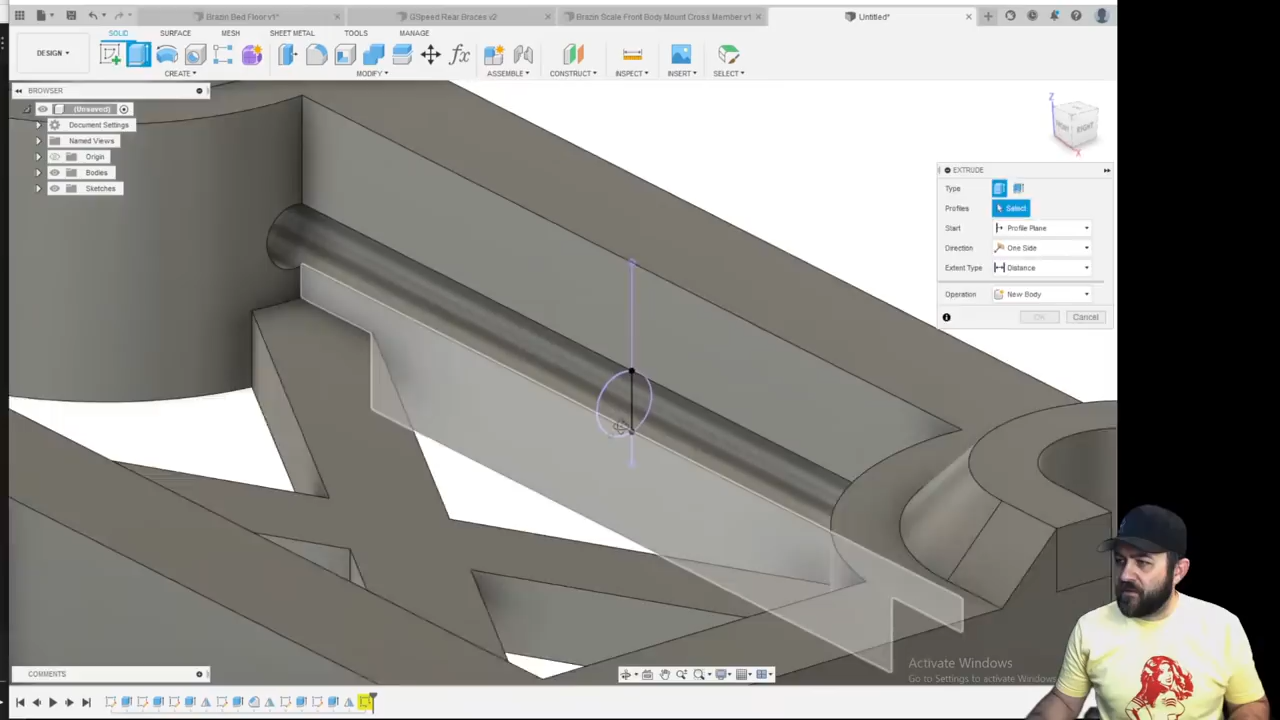 Brazin Bed Floor v1*
GSpeed Rear Braces v2
Brazin Scale Front Body Mount Cross Member v1
Untitled*
SOLID
SURFACE
MESH
SHEET METAL
TOOLS
MANAGE
DESIGN
CREATE
MODIFY
ASSEMBLE
CONSTRUCT
INSPECT
INSERT
SELECT
BROWSER
(Unsaved)
Document Settings
Named Views
Origin
Bodies
Sketches
Z
RIGHT
X
EXTRUDE
Type
Profiles
Select
Start
Profile Plane
Direction
One Side
Extent Type
Distance
Operation
New Body
OK
Cancel
COMMENTS
Activate Windows
Go to Settings to activate Windows